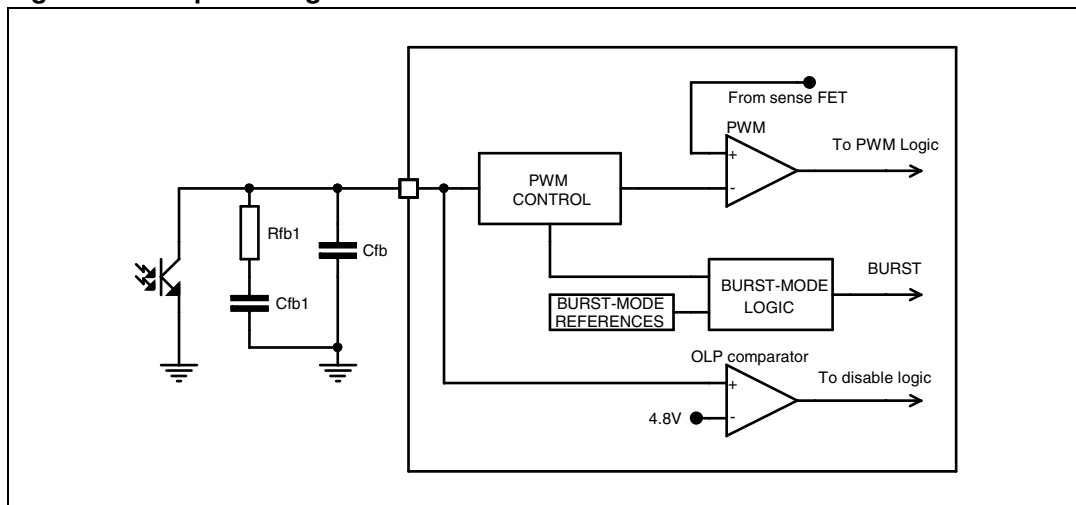 From sense FET
PWM
+
-
To PWM Logic
PWM
CONTROL
Rfb1
Cfb
Cfb1
BURST-MODE
REFERENCES
BURST-MODE
LOGIC
BURST
OLP comparator
+
-
4.8V
To disable logic